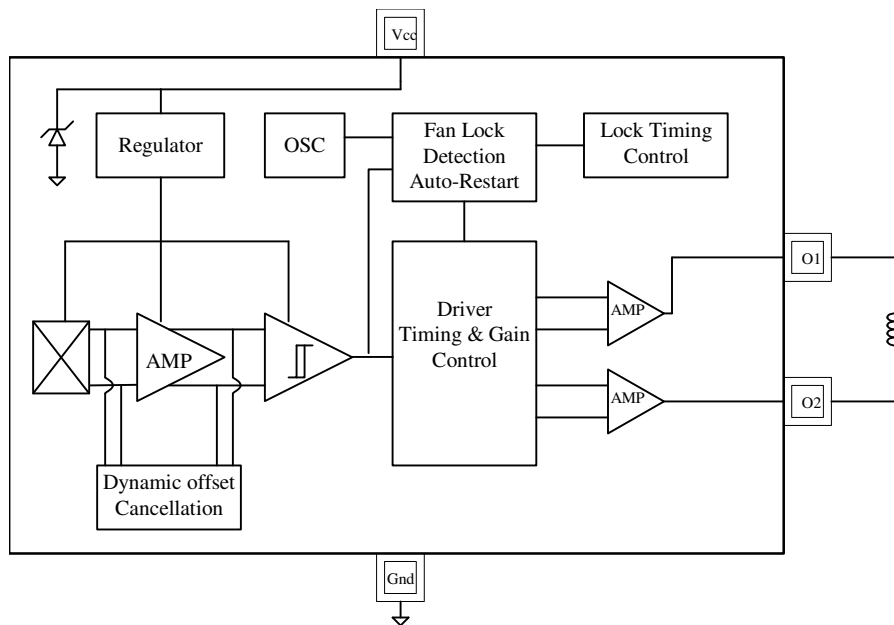 Vcc
Regulator
OSC
Fan Lock
Detection
Auto-Restart
Lock Timing
Control
O1
Driver
Timing & Gain
Control
AMP
AMP
AMP
O2
Dynamic offset
Cancellation
Gnd